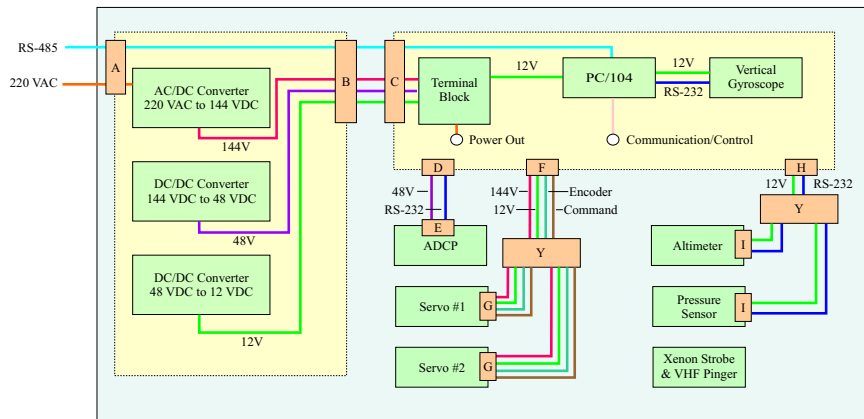 RS-485
220 VAC
A
AC/DC Converter
220 VAC to 144 VDC
144V
DC/DC Converter
144 VDC to 48 VDC
48V
DC/DC Converter
48 VDC to 12 VDC
12V
B
C
Terminal
Block
12V
PC/104
12V
RS-232
Vertical
Gyroscope
Power Out
Communication/Control
D
F
H
48V
RS-232
144V
12V
Encoder
Command
12V
RS-232
E
ADCP
Y
Y
Altimeter
I
Servo #1
G
Pressure
Sensor
I
Servo #2
G
Xenon Strobe
& VHF Pinger